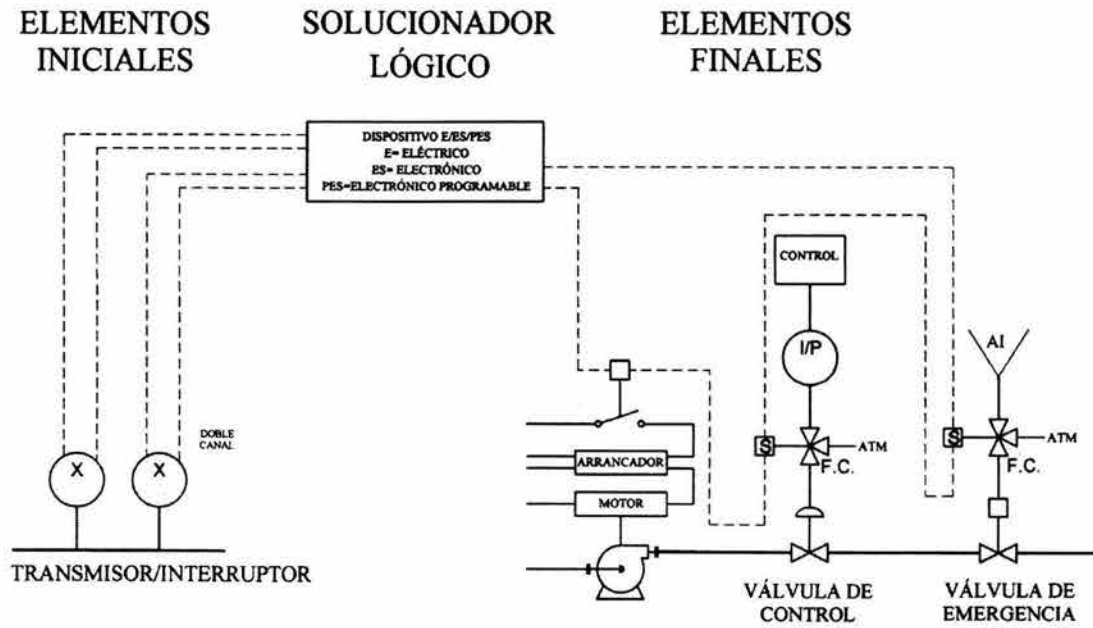 ELEMENTOS
INICIALES
SOLUCIONADOR
LÓGICO
ELEMENTOS
FINALES
DISPOSITIVO E/ES/PES
E= ELÉCTRICO
ES= ELECTRÓNICO
PES=ELECTRÓNICO PROGRAMABLE
CONTROL
I/P
AI
DOBLE
CANAL
X
X
S
ATM
F.C.
S
ATM
F.C.
ARRANCADOR
MOTOR
TRANSMISOR/INTERRUPTOR
VÁLVULA DE
CONTROL
VÁLVULA DE
EMERGENCIA